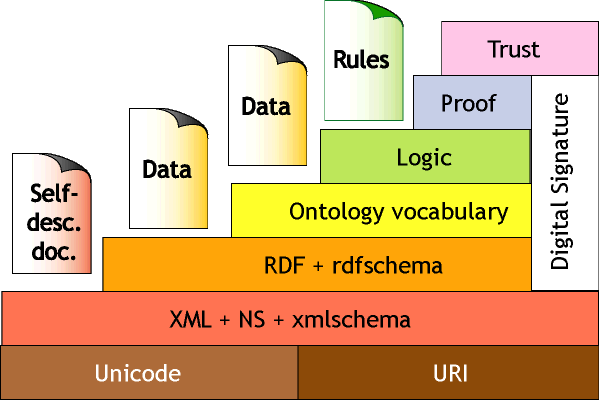 Trust
Rules
Proof
Data
Logic
Data
Digital Signature
Self-
desc.
doc.
Ontology vocabulary
RDF + rdfschema
XML + NS + xmlschema
Unicode
URI